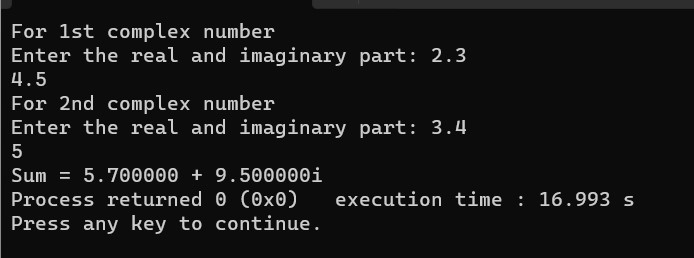 For 1st complex number
Enter the real and imaginary part: 2.3
4.5
For 2nd complex number
Enter the real and imaginary part: 3.4
5
Sum = 5.700000 + 9.500000i
Process returned 0 (0x0)   execution time : 16.993 s
Press any key to continue.